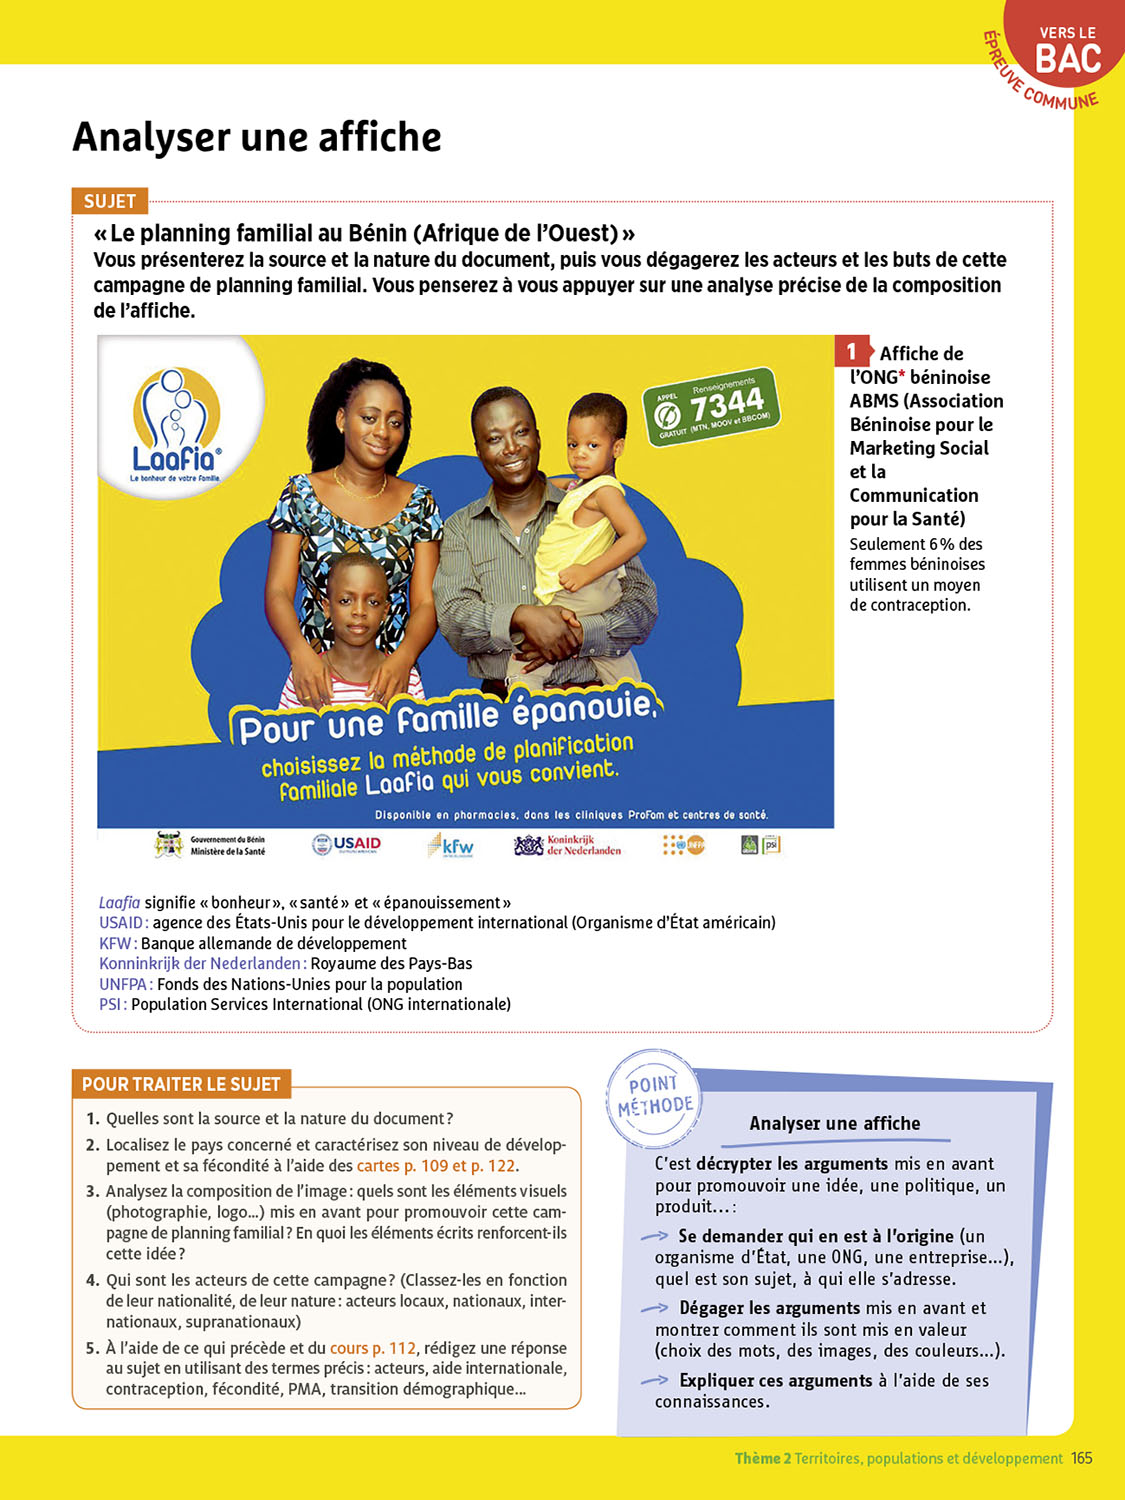 VERS LE
BAC
ÉPREUVE COMMUNE
Analyser une affiche
SUJET
« Le planning familial au Bénin (Afrique de l’Ouest) »
Vous présenterez la source et la nature du document, puis vous dégagerez les acteurs et les buts de cette
campagne de planning familial. Vous penserez à vous appuyer sur une analyse précise de la composition
de l’affiche.
Laafia®
Le bonheur de votre famille.
Renseignements
APPEL
7344
GRATUIT (MTN, MOOV et BBCOM)
Pour une famille épanouie,
choisissez la méthode de planification
familiale Laafia qui vous convient.
Disponible en pharmacies, dans les cliniques ProFam et centres de santé.
Gouvernement du Bénin
Ministère de la Santé
USAID
kfw
Koninkrijk
der Nederlanden
UNFPA
psi
1 Affiche de
l’ONG* béninoise
ABMS (Association
Béninoise pour le
Marketing Social
et la
Communication
pour la Santé)
Seulement 6 % des
femmes béninoises
utilisent un moyen
de contraception.
Laafia signifie « bonheur », « santé » et « épanouissement »
USAID : agence des États-Unis pour le développement international (Organisme d’État américain)
KFW : Banque allemande de développement
Konninkrijk der Nederlanden : Royaume des Pays-Bas
UNFPA : Fonds des Nations-Unies pour la population
PSI : Population Services International (ONG internationale)
POUR TRAITER LE SUJET
1. Quelles sont la source et la nature du document ?
2. Localisez le pays concerné et caractérisez son niveau de dévelop-
pement et sa fécondité à l’aide des cartes p. 109 et p. 122.
3. Analysez la composition de l’image : quels sont les éléments visuels
(photographie, logo…) mis en avant pour promouvoir cette cam-
pagne de planning familial ? En quoi les éléments écrits renforcent-ils
cette idée ?
4. Qui sont les acteurs de cette campagne ? (Classez-les en fonction
de leur nationalité, de leur nature : acteurs locaux, nationaux, inter-
nationaux, supranationaux)
5. À l’aide de ce qui précède et du cours p. 112, rédigez une réponse
au sujet en utilisant des termes précis : acteurs, aide internationale,
contraception, fécondité, PMA, transition démographique…
POINT
MÉTHODE
Analyser une affiche
C’est décrypter les arguments mis en avant
pour promouvoir une idée, une politique, un
produit… :
→ Se demander qui en est à l’origine (un
organisme d’État, une ONG, une entreprise…),
quel est son sujet, à qui elle s’adresse.
→ Dégager les arguments mis en avant et
montrer comment ils sont mis en valeur
(choix des mots, des images, des couleurs…).
→ Expliquer ces arguments à l’aide de ses
connaissances.
Thème 2 Territoires, populations et développement 165